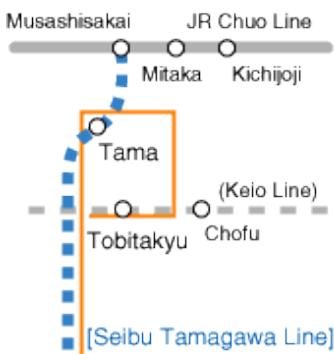 Musashisakai JR Chuo Line
Mitaka Kichijoji
Tama
(Keio Line)
Tobitakyu Chofu
[Seibu Tamagawa Line]